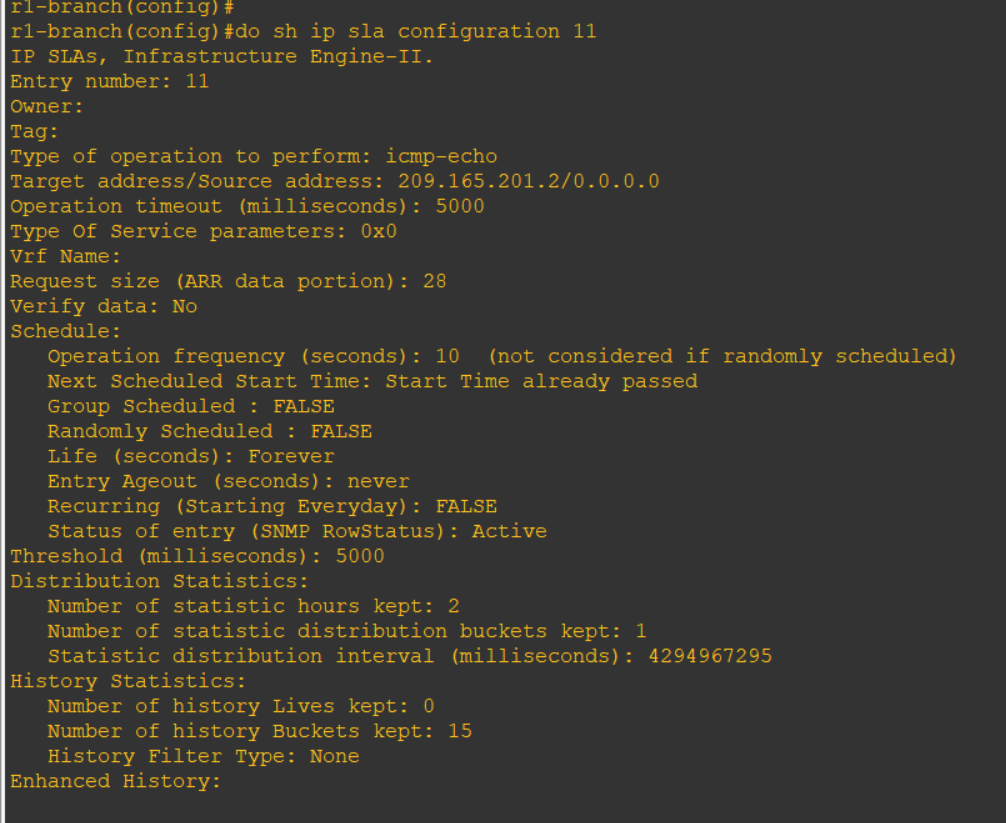 r1-branch(config)#
r1-branch(config)#do sh ip sla configuration 11
IP SLAs, Infrastructure Engine-II.
Entry number: 11
Owner:
Tag:
Type of operation to perform: icmp-echo
Target address/Source address: 209.165.201.2/0.0.0.0
Operation timeout (milliseconds): 5000
Type Of Service parameters: 0x0
Vrf Name:
Request size (ARR data portion): 28
Verify data: No
Schedule:
   Operation frequency (seconds): 10  (not considered if randomly scheduled)
   Next Scheduled Start Time: Start Time already passed
   Group Scheduled : FALSE
   Randomly Scheduled : FALSE
   Life (seconds): Forever
   Entry Ageout (seconds): never
   Recurring (Starting Everyday): FALSE
   Status of entry (SNMP RowStatus): Active
Threshold (milliseconds): 5000
Distribution Statistics:
   Number of statistic hours kept: 2
   Number of statistic distribution buckets kept: 1
   Statistic distribution interval (milliseconds): 4294967295
History Statistics:
   Number of history Lives kept: 0
   Number of history Buckets kept: 15
   History Filter Type: None
Enhanced History: